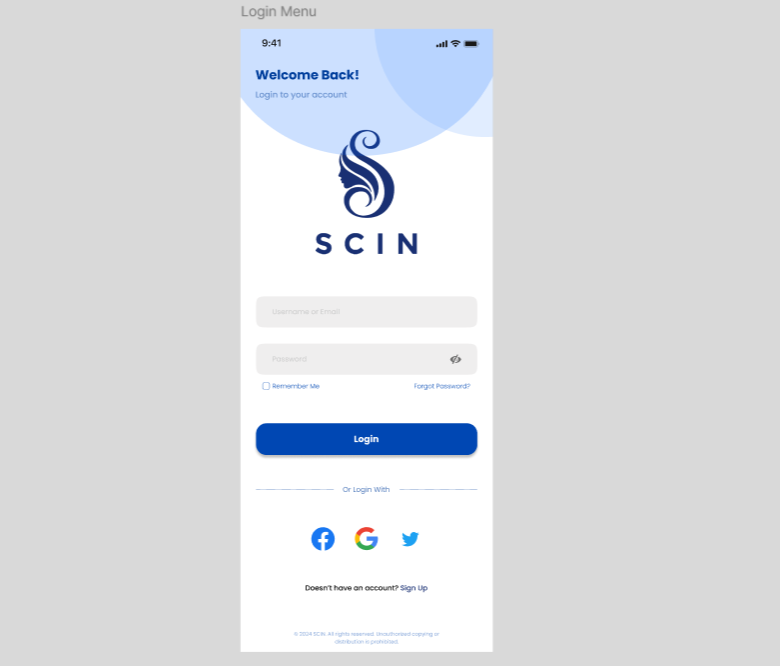 Login Menu
9:41
Welcome Back!
Login to your account
SCIN
Username or Email
Password
Remember Me
Forgot Password?
Login
Or Login With
Doesn't have an account? Sign Up
© 2024 SCIN. All rights reserved. Unauthorized copying or
distribution is prohibited.